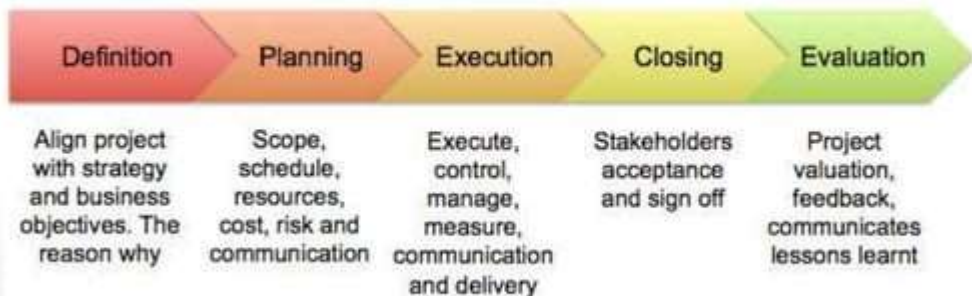 Definition
Planning
Execution
Closing
Evaluation
Align project
with strategy
and business
objectives. The
reason why
Scope,
schedule,
resources,
cost, risk and
communication
Execute,
control,
manage,
measure,
communication
and delivery
Stakeholders
acceptance
and sign off
Project
valuation,
feedback,
communicates
lessons learnt